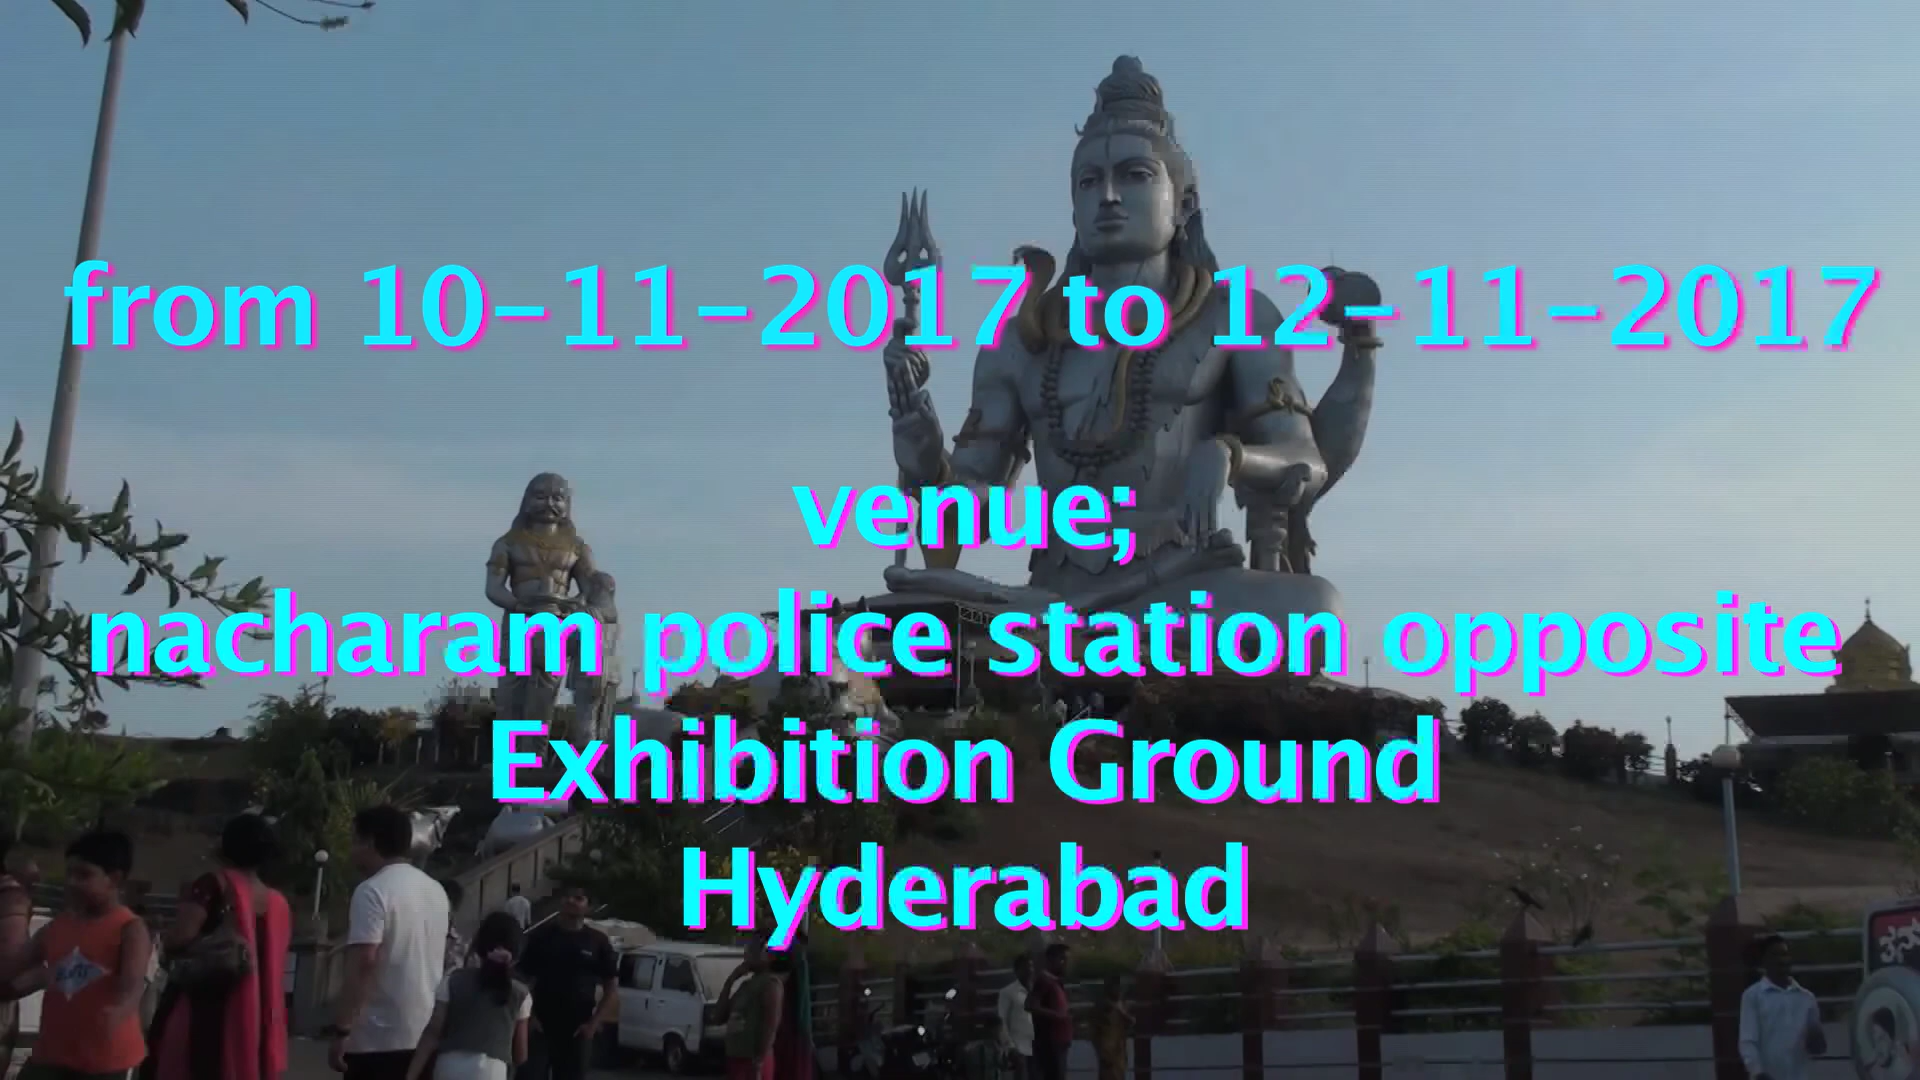 from 10-11-2017 to 12-11-2017
venue;
nacharam police station opposite
Exhibition Ground
Hyderabad